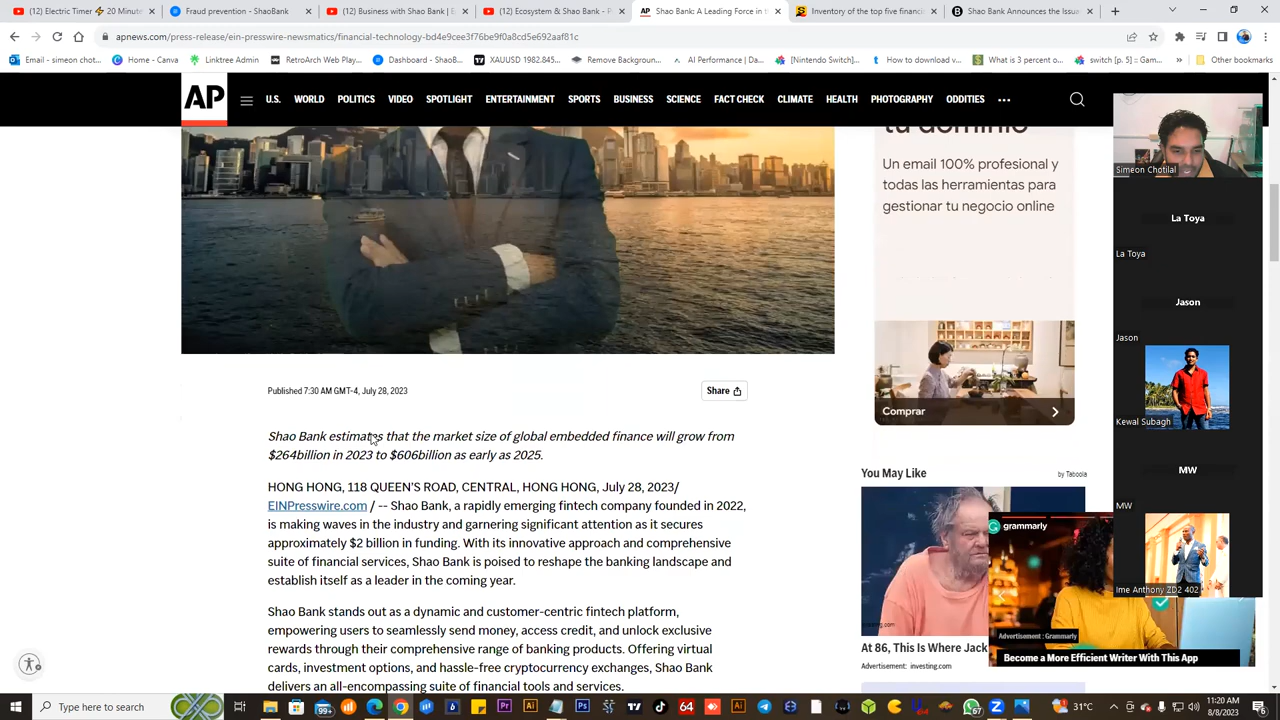 (12) Electric Timer ⚡ 20 Minute
Fraud prevention - ShaoBank
(12) Business with Shao Bank | E
(12) Ecosystem & Shao Bank - P
Shao Bank: A Leading Force in t
Inventory of the top five financi
Shao Bank Announces the Issua
apnews.com/press-release/ein-presswire-newsmatics/financial-technology-bd4e9cee3f76be9f0a8cd5e692aaf81c
Email - simeon chot...
Home - Canva
Linktree Admin
RetroArch Web Play...
Dashboard - ShaoB...
XAUUSD 1982.845...
Remove Background...
AI Performance | Da...
[Nintendo Switch]...
How to download v...
What is 3 percent o...
switch [p. 5] :: Gam...
Other bookmarks
AP
U.S.
WORLD
POLITICS
VIDEO
SPOTLIGHT
ENTERTAINMENT
SPORTS
BUSINESS
SCIENCE
FACT CHECK
CLIMATE
HEALTH
PHOTOGRAPHY
ODDITIES
tu dominio
Un email 100% profesional y
todas las herramientas para
gestionar tu negocio online
Comprar
Published 7:30 AM GMT-4, July 28, 2023
Share
Shao Bank estimates that the market size of global embedded finance will grow from
$264billion in 2023 to $606billion as early as 2025.
HONG HONG, 118 QUEEN'S ROAD, CENTRAL, HONG HONG, July 28, 2023/
EINPresswire.com / -- Shao Bank, a rapidly emerging fintech company founded in 2022,
is making waves in the industry and garnering significant attention as it secures
approximately $2 billion in funding. With its innovative approach and comprehensive
suite of financial services, Shao Bank is poised to reshape the banking landscape and
establish itself as a leader in the coming year.
Shao Bank stands out as a dynamic and customer-centric fintech platform,
empowering users to seamlessly send money, access credit, and unlock exclusive
rewards through their comprehensive range of banking products. Offering virtual
cards, investment options, and hassle-free cryptocurrency exchanges, Shao Bank
delivers an all-encompassing suite of financial tools and services.
You May Like
by Taboola
At 86, This Is Where Jack
Advertisement: investing.com
grammarly
Advertisement : Grammarly
Become a More Efficient Writer With This App
Simeon Chotilal
La Toya
La Toya
Jason
Jason
Kewal Subagh
MW
MW
Ime Anthony ZD2 402
Type here to search
99+
64
67
31°C
11:20 AM
8/8/2023